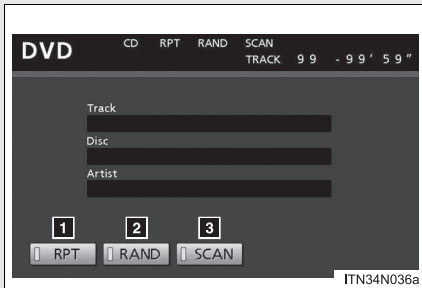 DVD CD RPT RAND SCAN
TRACK 99 -99'59"
Track
Disc
Artist
1 2 3
RPT RAND SCAN
ITN34N036a